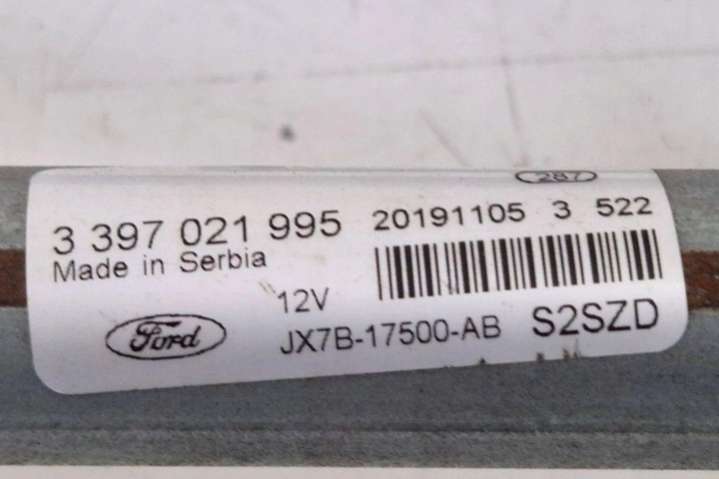 287
3 397 021 995 20191105 3 522
Made in Serbia
12V
Ford JX7B-17500-AB S2SZD